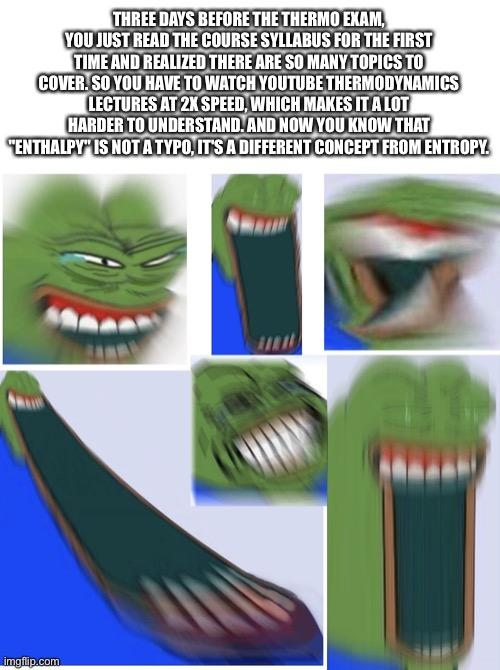 THREE DAYS BEFORE THE THERMO EXAM,
YOU JUST READ THE COURSE SYLLABUS FOR THE FIRST
TIME AND REALIZED THERE ARE SO MANY TOPICS TO
COVER. SO YOU HAVE TO WATCH YOUTUBE THERMODYNAMICS
LECTURES AT 2X SPEED, WHICH MAKES IT A LOT
HARDER TO UNDERSTAND. AND NOW YOU KNOW THAT
"ENTHALPY" IS NOT A TYPO, IT'S A DIFFERENT CONCEPT FROM ENTROPY.
imgflip.com